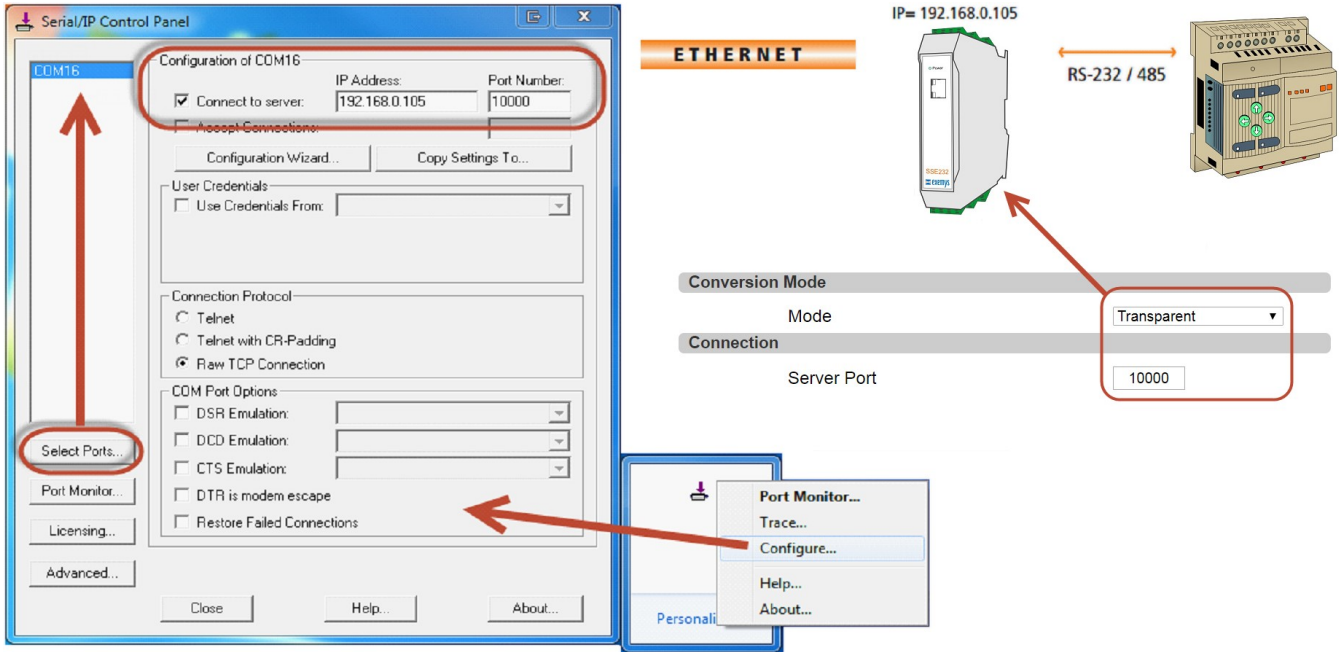 Serial/IP Control Panel
COM16
Configuration of COM16
IP Address:
Port Number:
Connect to server:
192.168.0.105
10000
Accept Connections:
Configuration Wizard...
Copy Settings To...
User Credentials
Use Credentials From:
Connection Protocol
Telnet
Telnet with CR-Padding
Raw TCP Connection
COM Port Options
DSR Emulation:
DCD Emulation:
CTS Emulation:
DTR is modem escape
Restore Failed Connections
Select Ports...
Port Monitor...
Licensing...
Advanced...
Close
Help...
About...
IP= 192.168.0.105
ETHERNET
RS-232 / 485
SSE232
exemys
Conversion Mode
Mode
Transparent
Connection
Server Port
10000
Port Monitor...
Trace...
Configure...
Help...
About...
Personali